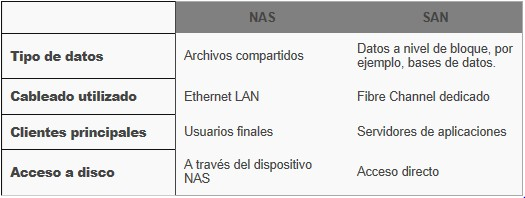 NAS SAN
Tipo de datos Archivos compartidos Datos a nivel de bloque, por
ejemplo, bases de datos.
Cableado utilizado Ethernet LAN Fibre Channel dedicado
Clientes principales Usuarios finales Servidores de aplicaciones
Acceso a disco A través del dispositivo
NAS Acceso directo